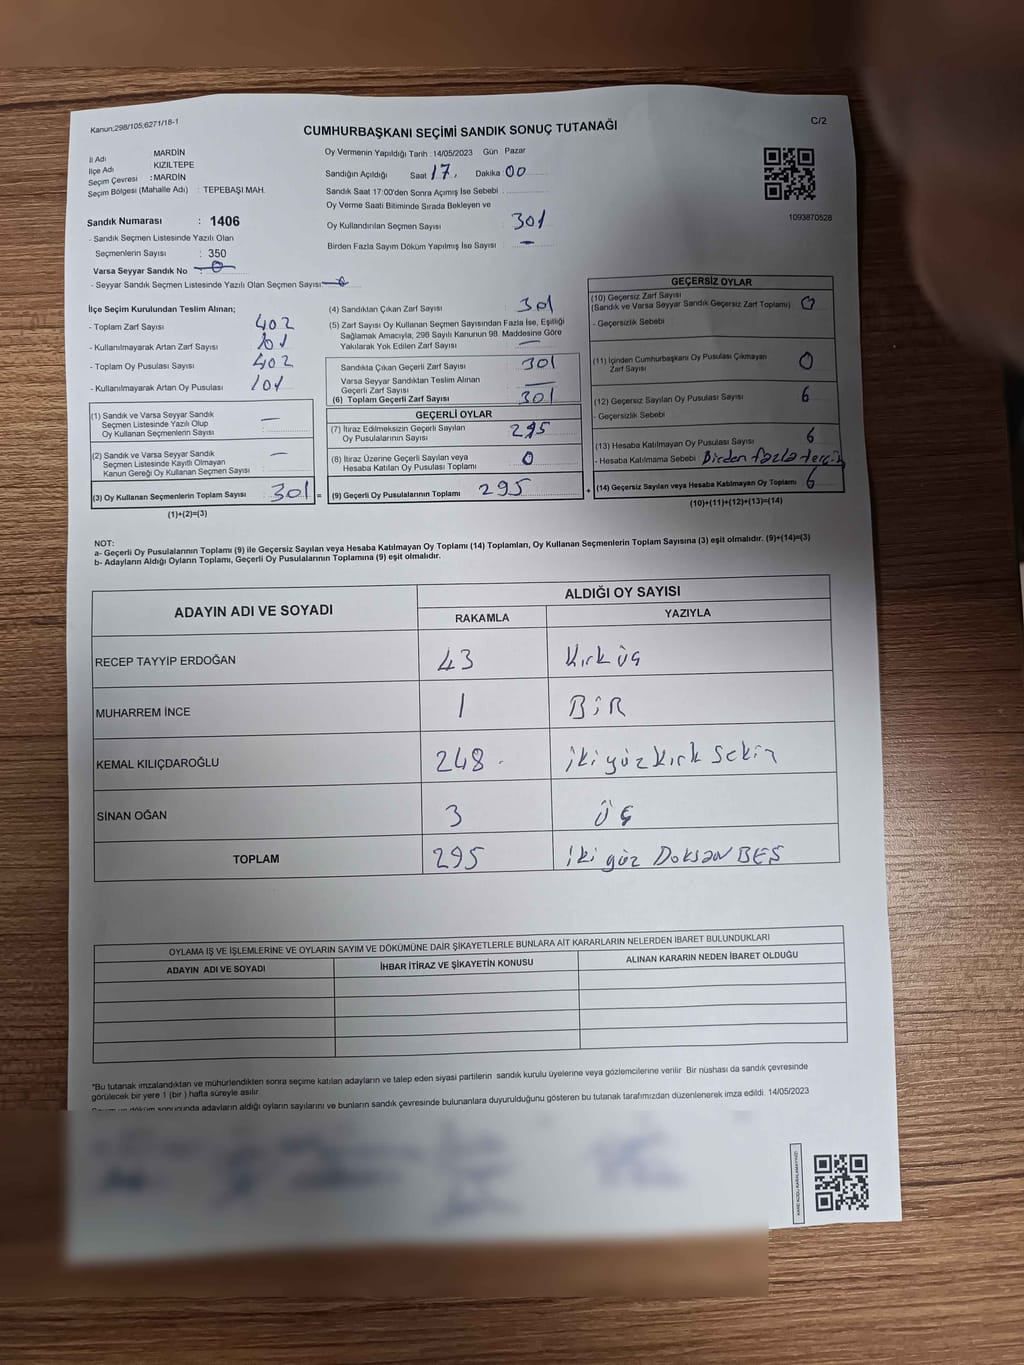 Kanun;298/105;6271/18-1
CUMHURBAŞKANI SEÇİMİ SANDIK SONUÇ TUTANAĞI
C/2
İl Adı MARDİN
İlçe Adı : KIZILTEPE
Seçim Çevresi : MARDİN
Seçim Bölgesi (Mahalle Adı) : TEPEBAŞI MAH.
Oy Vermenin Yapıldığı Tarih : 14/05/2023 Gün : Pazar
Sandığın Açıldığı Saat 17. Dakika : 00
Sandık Saat 17:00'den Sonra Açımış İse Sebebi :
Oy Verme Saati Bitiminde Sırada Bekleyen ve
Oy Kullandırılan Seçmen Sayısı 301
Birden Fazla Sayım Döküm Yapılmış İse Sayısı : —
1093870528
Sandık Numarası : 1406
- Sandık Seçmen Listesinde Yazılı Olan
Seçmenlerin Sayısı : 350
Varsa Seyyar Sandık No 0
- Seyyar Sandık Seçmen Listesinde Yazılı Olan Seçmen Sayısı
İlçe Seçim Kurulundan Teslim Alınan;
- Toplam Zarf Sayısı 402
- Kullanılmayarak Artan Zarf Sayısı 101
- Toplam Oy Pusulası Sayısı 402
- Kullanılmayarak Artan Oy Pusulası 101
(1) Sandık ve Varsa Seyyar Sandık
Seçmen Listesinde Yazılı Olup
Oy Kullanan Seçmenlerin Sayısı : —
(2) Sandık ve Varsa Seyyar Sandık
Seçmen Listesinde Kayıtlı Olmayan
Kanun Gereği Oy Kullanan Seçmen Sayısı : —
(3) Oy Kullanan Seçmenlerin Toplam Sayısı : 301 =
(1)+(2)=(3)
(4) Sandıktan Çıkan Zarf Sayısı : 301
(5) Zarf Sayısı Oy Kullanan Seçmen Sayısından Fazla İse, Eşitliği
Sağlamak Amacıyla, 298 Sayılı Kanunun 98. Maddesine Göre
Yakılarak Yok Edilen Zarf Sayısı : —
Sandıkta Çıkan Geçerli Zarf Sayısı : 301
Varsa Seyyar Sandıktan Teslim Alınan
Geçerli Zarf Sayısı —
(6) Toplam Geçerli Zarf Sayısı : 301
GEÇERLİ OYLAR
(7) İtiraz Edilmeksizin Geçerli Sayılan
Oy Pusulalarının Sayısı 295
(8) İtiraz Üzerine Geçerli Sayılan veya
Hesaba Katılan Oy Pusulası Toplamı 0
(9) Geçerli Oy Pusulalarının Toplamı 295 +
GEÇERSİZ OYLAR
(10) Geçersiz Zarf Sayısı
(Sandık ve Varsa Seyyar Sandık Geçersiz Zarf Toplamı) : 0
- Geçersizlik Sebebi :
(11) İçinden Cumhurbaşkanı Oy Pusulası Çıkmayan
Zarf Sayısı : 0
(12) Geçersiz Sayılan Oy Pusulası Sayısı : 6
- Geçersizlik Sebebi :
(13) Hesaba Katılmayan Oy Pusulası Sayısı : 6
- Hesaba Katılmama Sebebi : Birden fazla tercih
(14) Geçersiz Sayılan veya Hesaba Katılmayan Oy Toplamı : 6
(10)+(11)+(12)+(13)=(14)
NOT:
a- Geçerli Oy Pusulalarının Toplamı (9) ile Geçersiz Sayılan veya Hesaba Katılmayan Oy Toplamı (14) Toplamları, Oy Kullanan Seçmenlerin Toplam Sayısına (3) eşit olmalıdır. (9)+(14)=(3)
b- Adayların Aldığı Oyların Toplamı, Geçerli Oy Pusulalarının Toplamına (9) eşit olmalıdır.
ADAYIN ADI VE SOYADI ALDIĞI OY SAYISI
RAKAMLA YAZIYLA
RECEP TAYYİP ERDOĞAN 43 Kırk üç
MUHARREM İNCE 1 BİR
KEMAL KILIÇDAROĞLU 248 iki yüz kırk sekiz
SİNAN OĞAN 3 üç
TOPLAM 295 iki yüz DOKSAN BEŞ
OYLAMA İŞ VE İŞLEMLERİNE VE OYLARIN SAYIM VE DÖKÜMÜNE DAİR ŞİKAYETLERLE BUNLARA AİT KARARLARIN NELERDEN İBARET BULUNDUKLARI
ADAYIN ADI VE SOYADI İHBAR İTİRAZ VE ŞİKAYETİN KONUSU ALINAN KARARIN NEDEN İBARET OLDUĞU
*Bu tutanak imzalandıktan ve mühürlendikten sonra seçime katılan adayların ve talep eden siyasi partilerin sandık kurulu üyelerine veya gözlemcilerine verilir Bir nüshası da sandık çevresinde
görülecek bir yere 1 (bir ) hafta süreyle asılır
döküm sonucunda adayların aldığı oyların sayılarını ve bunların sandık çevresinde bulunanlara duyurulduğunu gösteren bu tutanak tarafımızdan düzenlenerek imza edildi. 14/05/2023